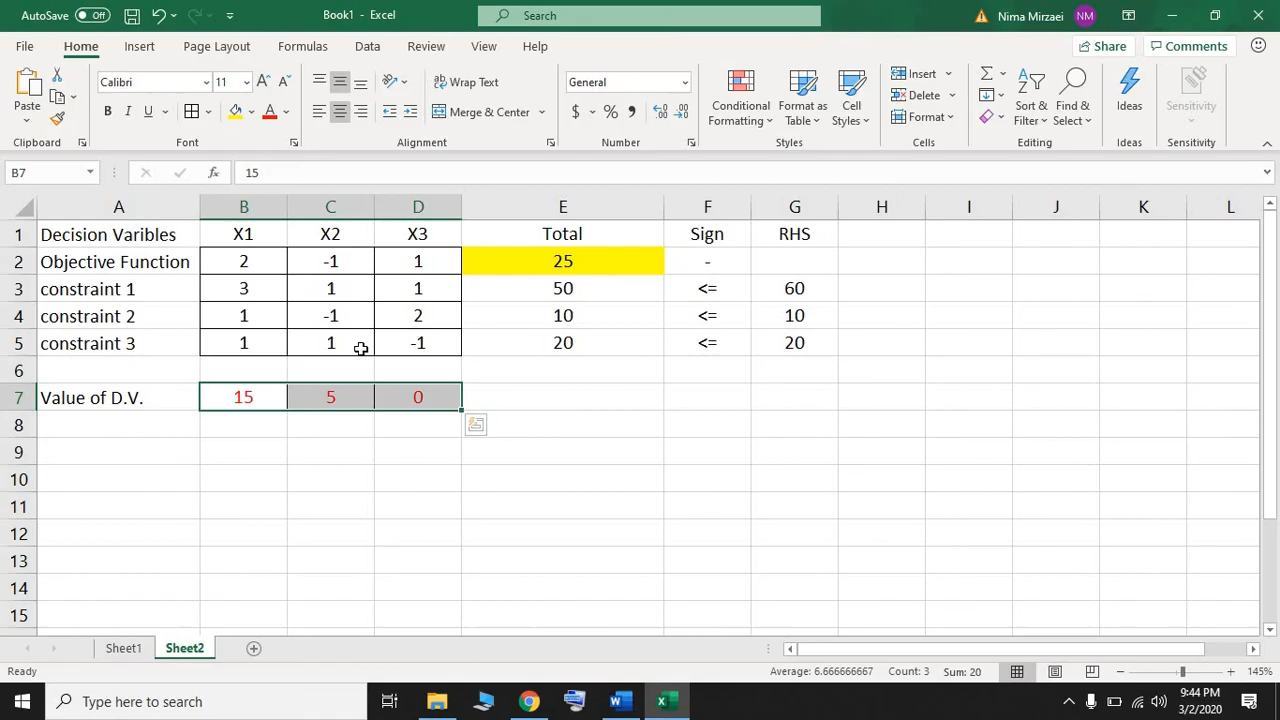 AutoSave Off Book1 - Excel Search Nima Mirzaei NM
File Home Insert Page Layout Formulas Data Review View Help Share Comments
Paste Calibri 11 A A Wrap Text General Insert Σ
B I U A Merge & Center $ % , Conditional Formatting Format as Table Cell Styles Delete Format Sort & Filter Find & Select Ideas Sensitivity
Clipboard Font Alignment Number Styles Cells Editing Ideas Sensitivity
B7 fx 15
A B C D E F G H I J K L
1 Decision Varibles X1 X2 X3 Total Sign RHS
2 Objective Function 2 -1 1 25 -
3 constraint 1 3 1 1 50 <= 60
4 constraint 2 1 -1 2 10 <= 10
5 constraint 3 1 1 -1 20 <= 20
6
7 Value of D.V. 15 5 0
8
9
10
11
12
13
14
15
Sheet1 Sheet2
Ready Average: 6.666666667 Count: 3 Sum: 20 145%
Type here to search 9:44 PM
3/2/2020